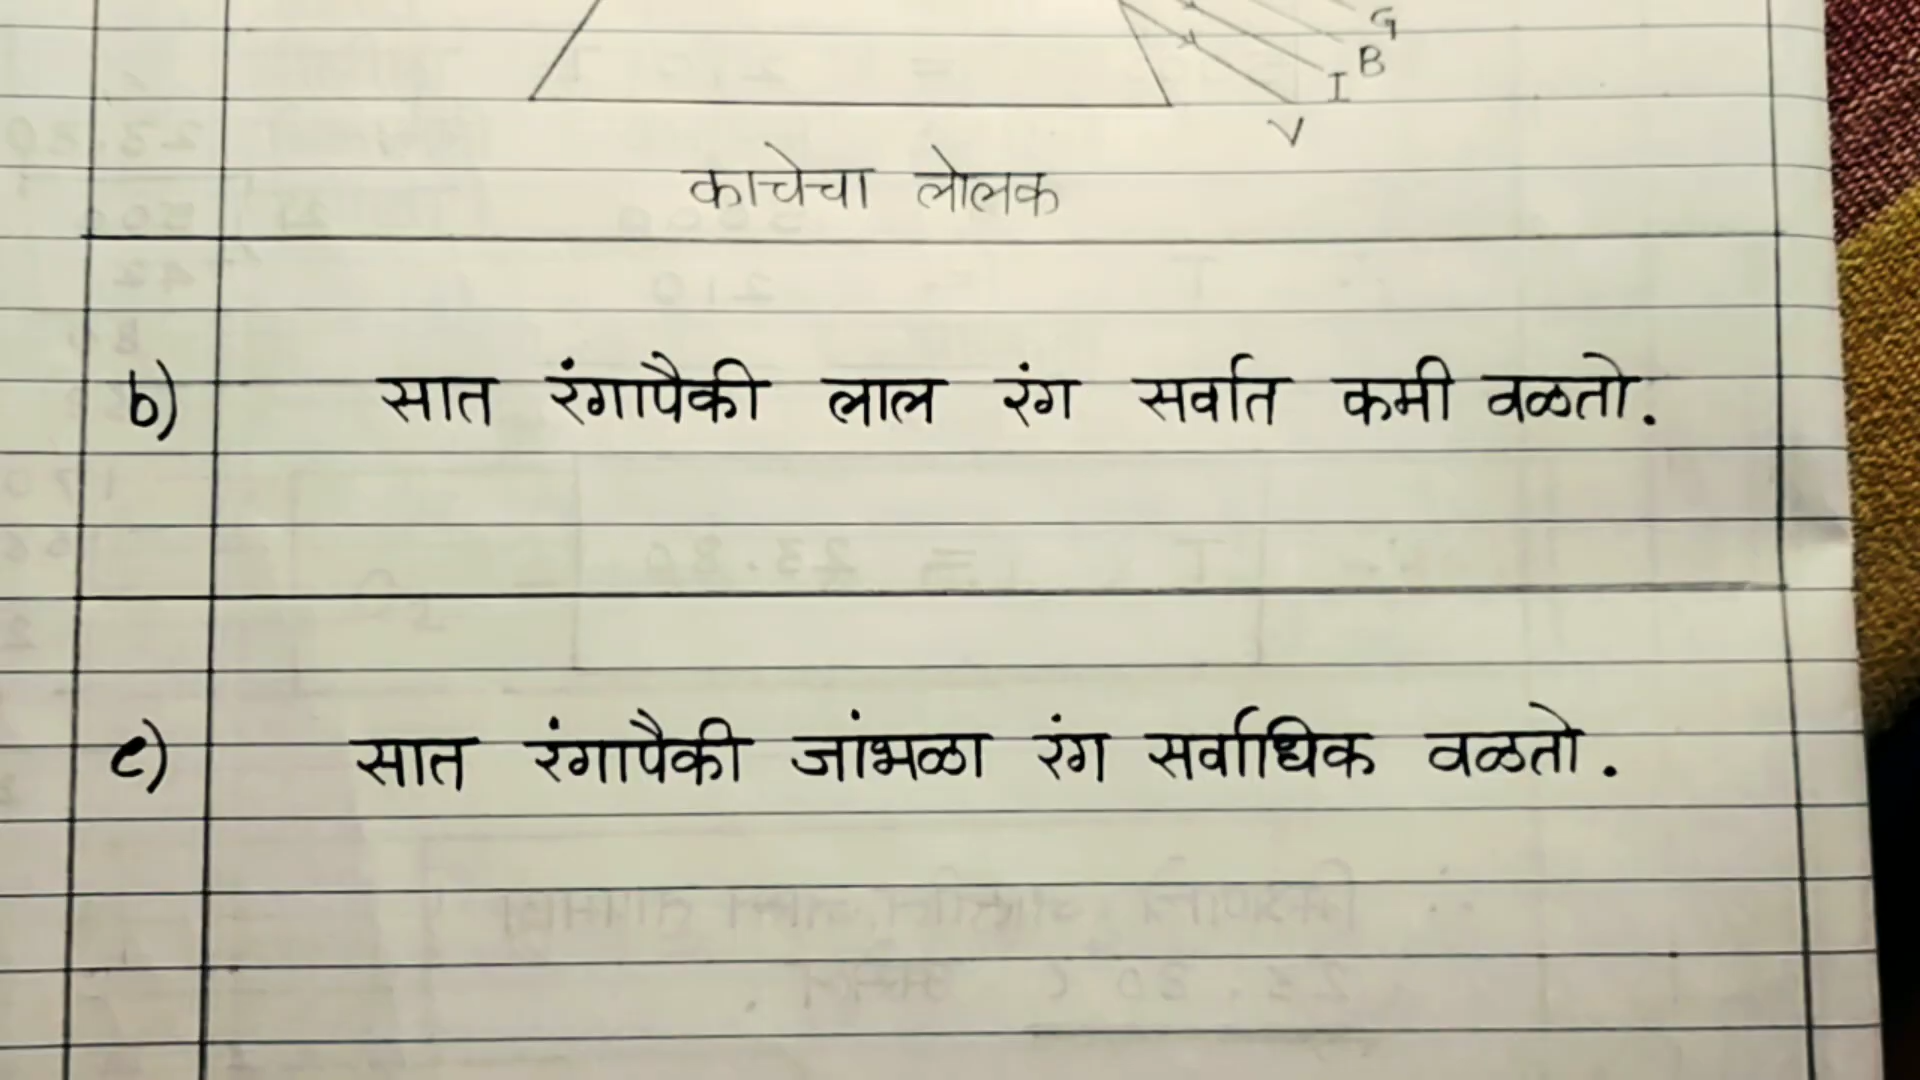 G
B
I
V
काचेचा लोलक
b) सात रंगापैकी लाल रंग सर्वात कमी वळतो.
c) सात रंगापैकी जांभळा रंग सर्वाधिक वळतो.